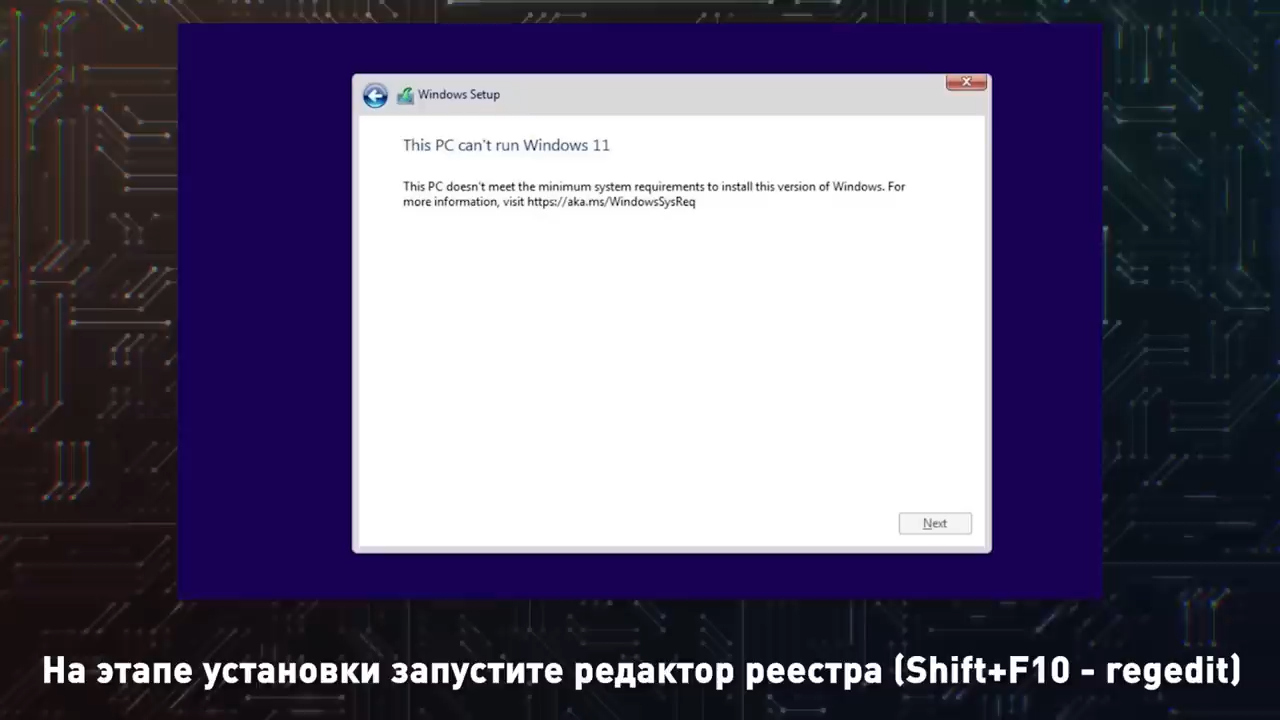 Windows Setup
This PC can't run Windows 11
This PC doesn't meet the minimum system requirements to install this version of Windows. For
more information, visit https://aka.ms/WindowsSysReq
Next
На этапе установки запустите редактор реестра (Shift+F10 - regedit)